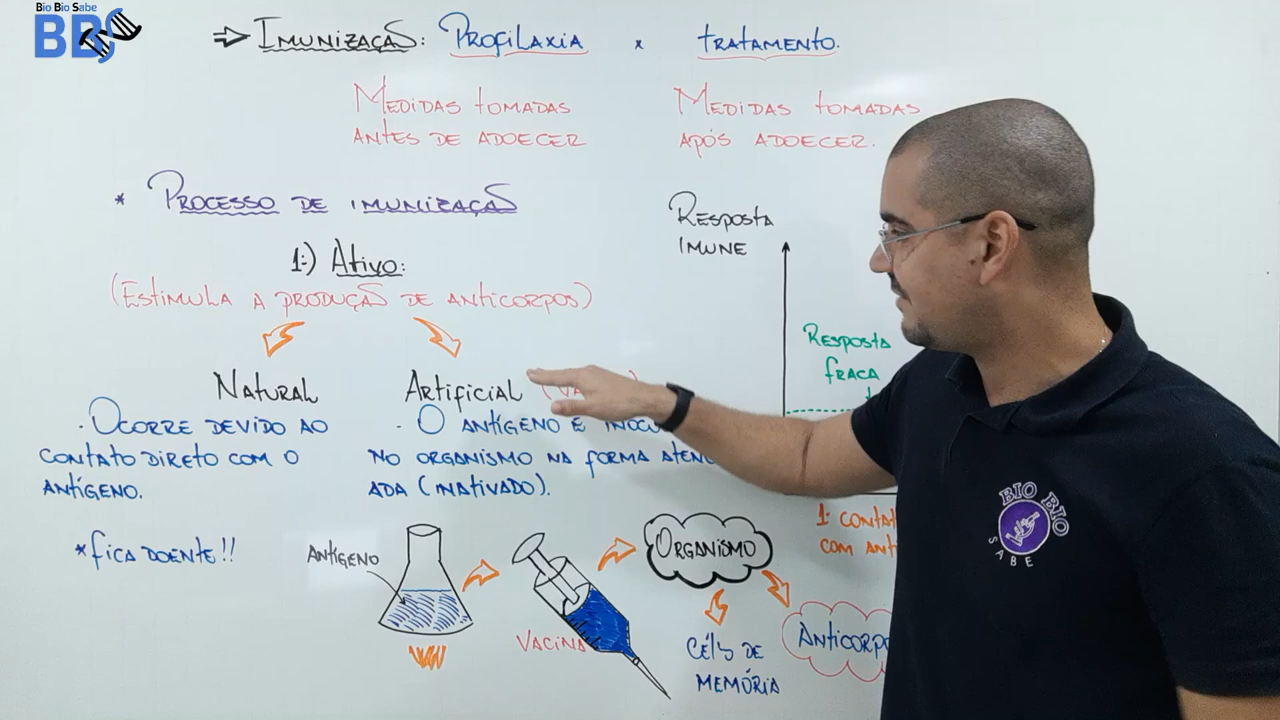 Bio Bio Sabe
BBS
⇒ Imunização: Profilaxia x tratamento.
Medidas tomadas
antes de adoecer
Medidas tomadas
após adoecer.
* Processo de imunização
1:) Ativo:
(Estimula a produção de anticorpos)
Natural
· Ocorre devido ao
contato direto com o
antígeno.
* fica doente!!
Artificial
· O antígeno é
no organismo na forma
ada (inativado).
Antígeno
Vacina
Organismo
Céls de
memória
Resposta
imune
Resposta
fraca
1:
com
BIO BIO
SABE